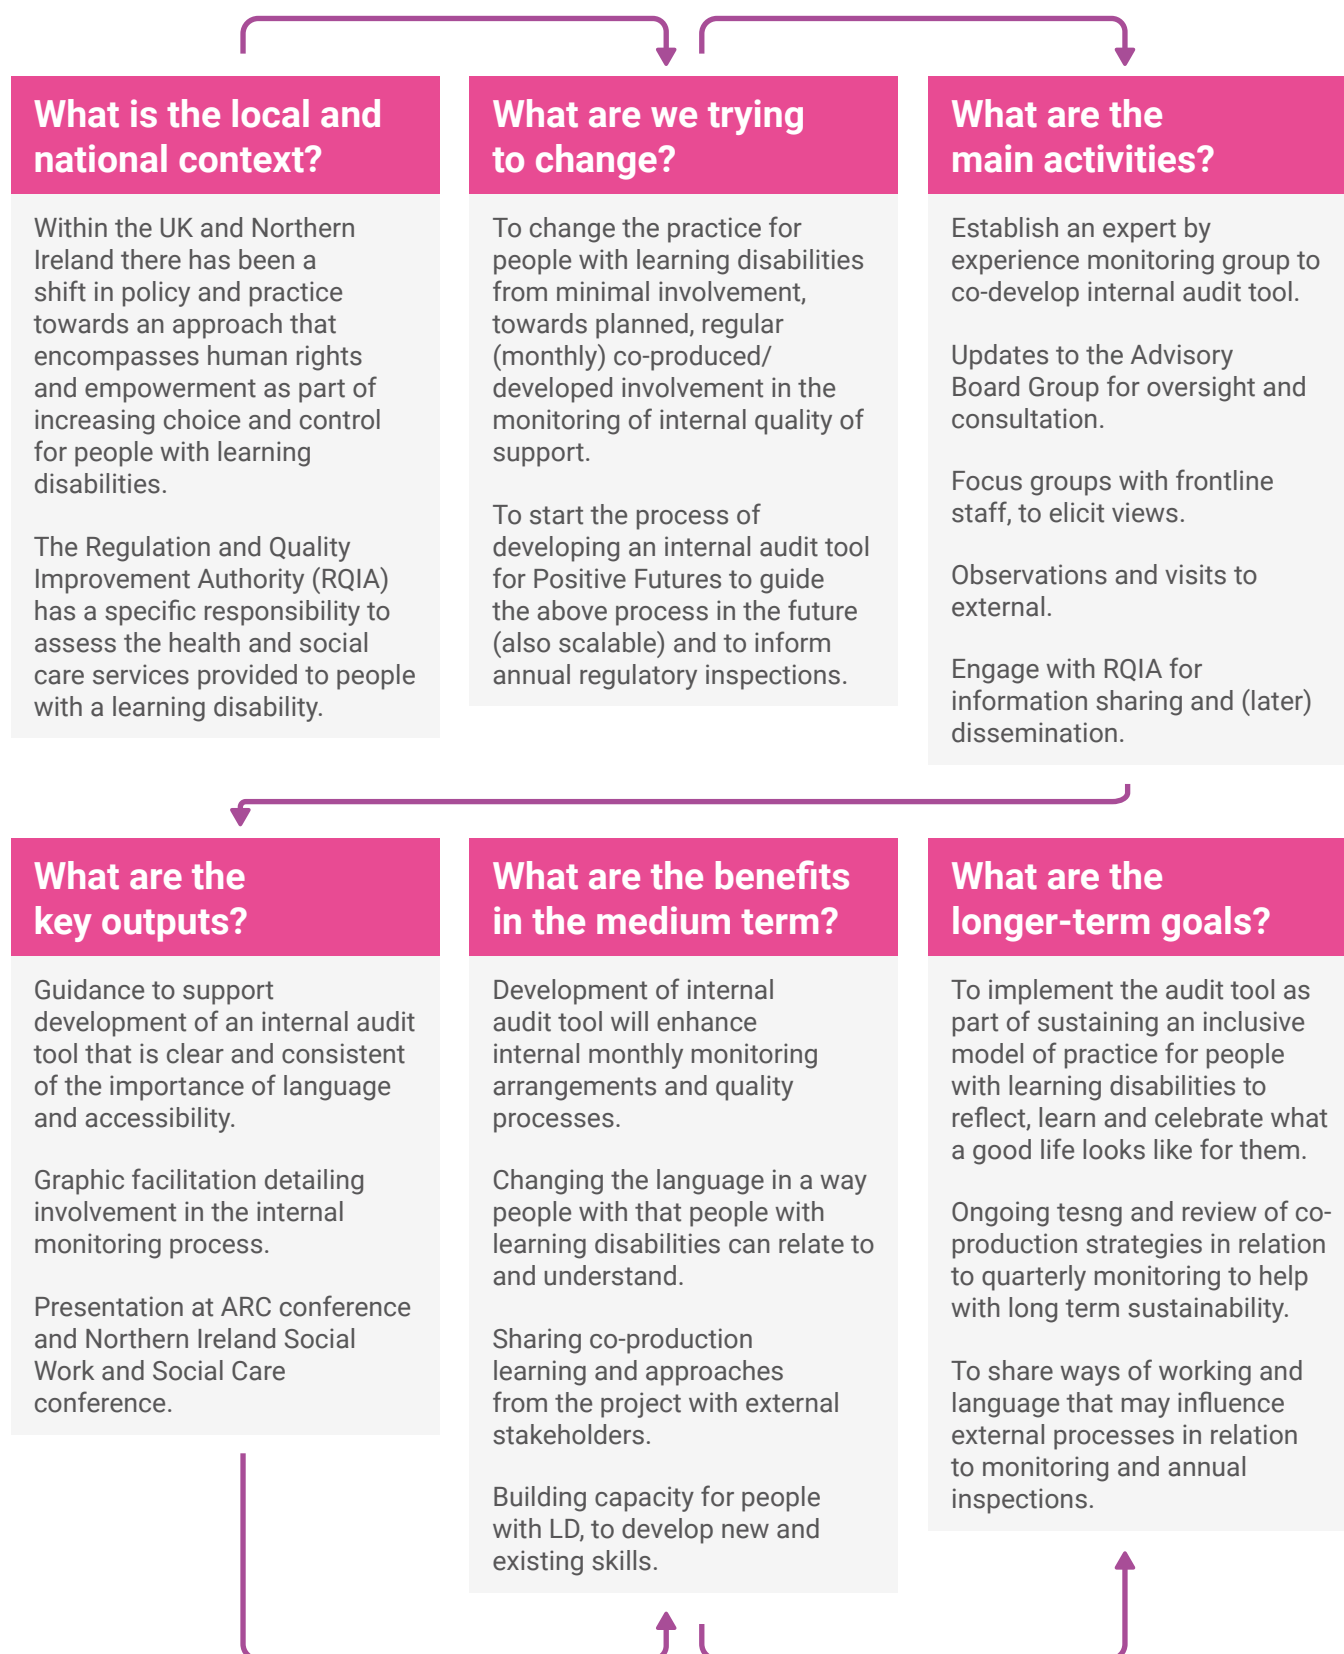 What is the local and
national context?
Within the UK and Northern
Ireland there has been a
shift in policy and practice
towards an approach that
encompasses human rights
and empowerment as part of
increasing choice and control
for people with learning
disabilities.
The Regulation and Quality
Improvement Authority (RQIA)
has a specific responsibility to
assess the health and social
care services provided to people
with a learning disability.
What are we trying
to change?
To change the practice for
people with learning disabilities
from minimal involvement,
towards planned, regular
(monthly) co-produced/
developed involvement in the
monitoring of internal quality of
support.
To start the process of
developing an internal audit tool
for Positive Futures to guide
the above process in the future
(also scalable) and to inform
annual regulatory inspections.
What are the
main activities?
Establish an expert by
experience monitoring group to
co-develop internal audit tool.
Updates to the Advisory
Board Group for oversight and
consultation.
Focus groups with frontline
staff, to elicit views.
Observations and visits to
external.
Engage with RQIA for
information sharing and (later)
dissemination.
What are the
key outputs?
Guidance to support
development of an internal audit
tool that is clear and consistent
of the importance of language
and accessibility.
Graphic facilitation detailing
involvement in the internal
monitoring process.
Presentation at ARC conference
and Northern Ireland Social
Work and Social Care
conference.
What are the benefits
in the medium term?
Development of internal
audit tool will enhance
internal monthly monitoring
arrangements and quality
processes.
Changing the language in a way
people with that people with
learning disabilities can relate to
and understand.
Sharing co-production
learning and approaches
from the project with external
stakeholders.
Building capacity for people
with LD, to develop new and
existing skills.
What are the
longer-term goals?
To implement the audit tool as
part of sustaining an inclusive
model of practice for people
with learning disabilities to
reflect, learn and celebrate what
a good life looks like for them.
Ongoing tesng and review of co-
production strategies in relation
to quarterly monitoring to help
with long term sustainability.
To share ways of working and
language that may influence
external processes in relation
to monitoring and annual
inspections.